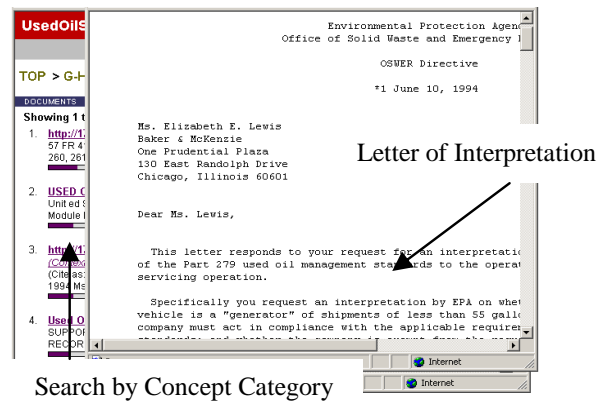 UsedOilS
TOP > G-H
DOCUMENTS
Showing 1 t
1. http://17
57 FR 4
260, 261
2. USED O
United S
Module
3. http://1
(Cite as:
1994 Ms
4. Used O
SUPPO
RECOR
Environmental Protection Agen
Office of Solid Waste and Emergency
OSWER Directive
*1 June 10, 1994
Ms. Elizabeth E. Lewis
Baker & McKenzie
One Prudential Plaza
130 East Randolph Drive
Chicago, Illinois 60601
Dear Ms. Lewis,
This letter responds to your request for an interpretatio
of the Part 279 used oil management standards to the operat
servicing operation.
Specifically you request an interpretation by EPA on whet
vehicle is a "generator" of shipments of less than 55 gallo
company must act in compliance with the applicable requirem
Internet
Internet
Letter of Interpretation
Search by Concept Category